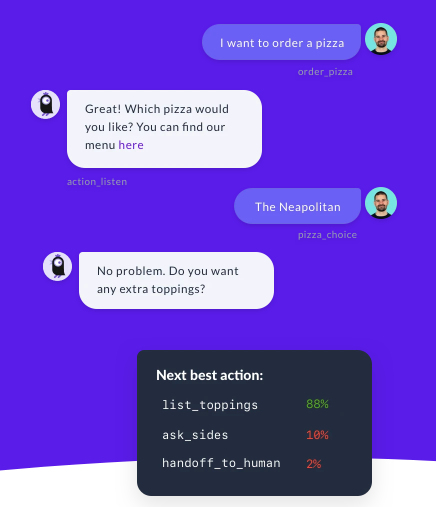 I want to order a pizza
order_pizza
Great! Which pizza would
you like? You can find our
menu here
action_listen
The Neapolitan
pizza_choice
No problem. Do you want
any extra toppings?
Next best action:
list_toppings 88%
ask_sides 10%
handoff_to_human 2%